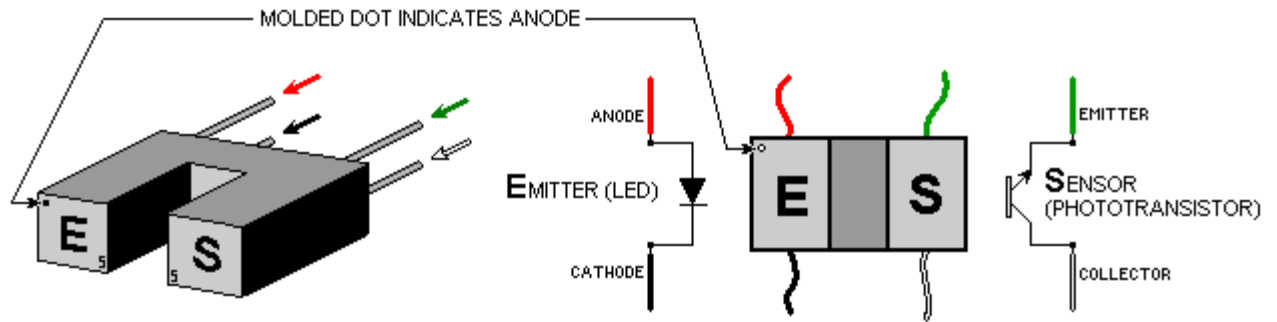 MOLDED DOT INDICATES ANODE
ANODE
EMITTER (LED)
CATHODE
E
S
5
5
E
S
EMITTER
SENSOR
(PHOTOTRANSISTOR)
COLLECTOR